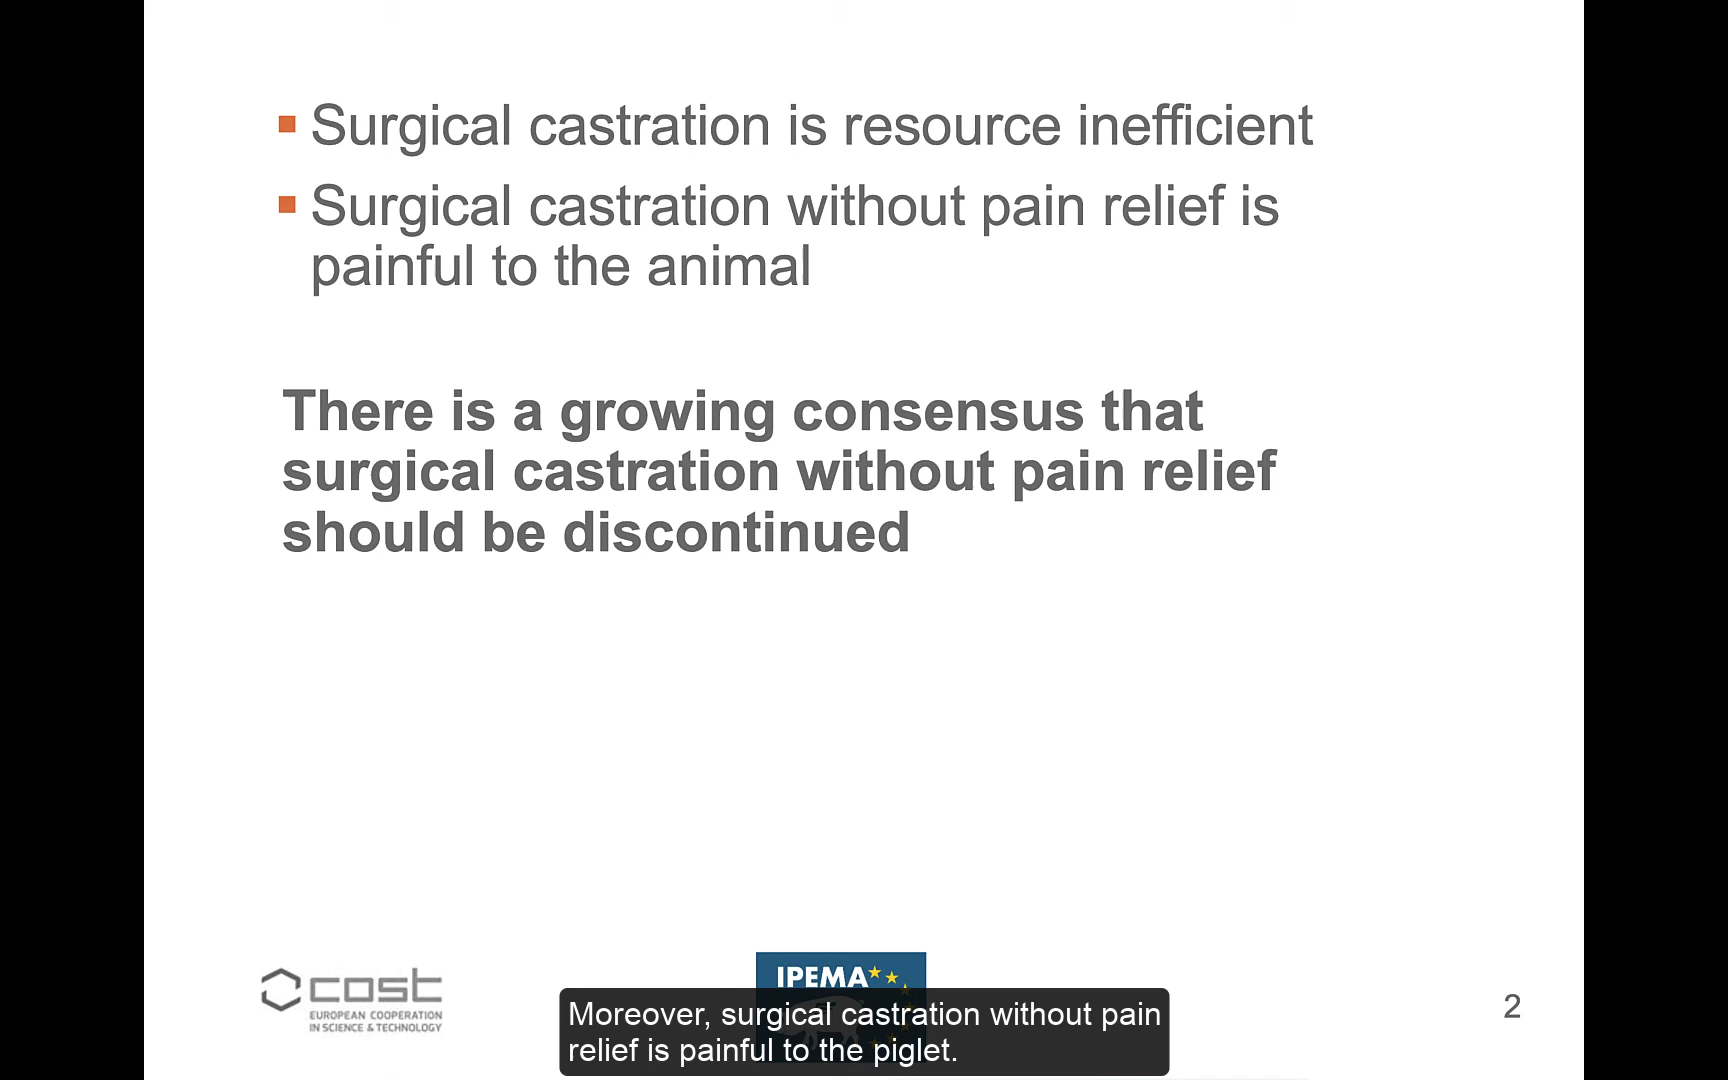 Surgical castration is resource inefficient
Surgical castration without pain relief is
painful to the animal
There is a growing consensus that
surgical castration without pain relief
should be discontinued
cost
EUROPEAN COOPERATION
IN SCIENCE & TECHNOLOGY
IPEMA
Moreover, surgical castration without pain
relief is painful to the piglet.
2